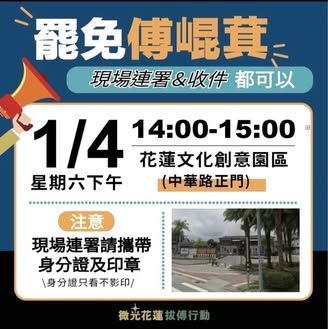 罷免傅崐萁
現場連署&收件 都可以
1/4
星期六下午
14:00-15:00
花蓮文化創意園區
(中華路正門)
注意
現場連署請攜帶
身分證及印章
\身分證只看不影印/
微光花蓮拔傅行動